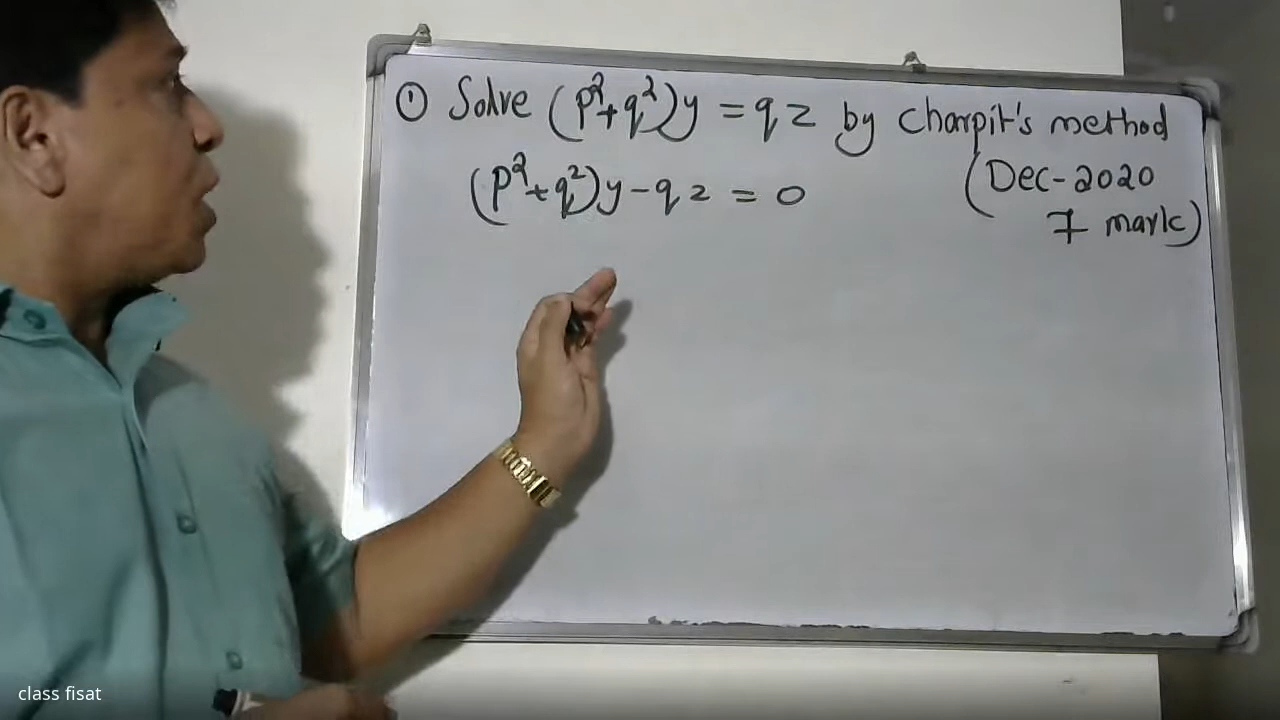 ① Solve (p²+q²)y = qz by Charpit's method
(p²+q²)y - qz = 0
(Dec-2020
7 mark)
class fisat